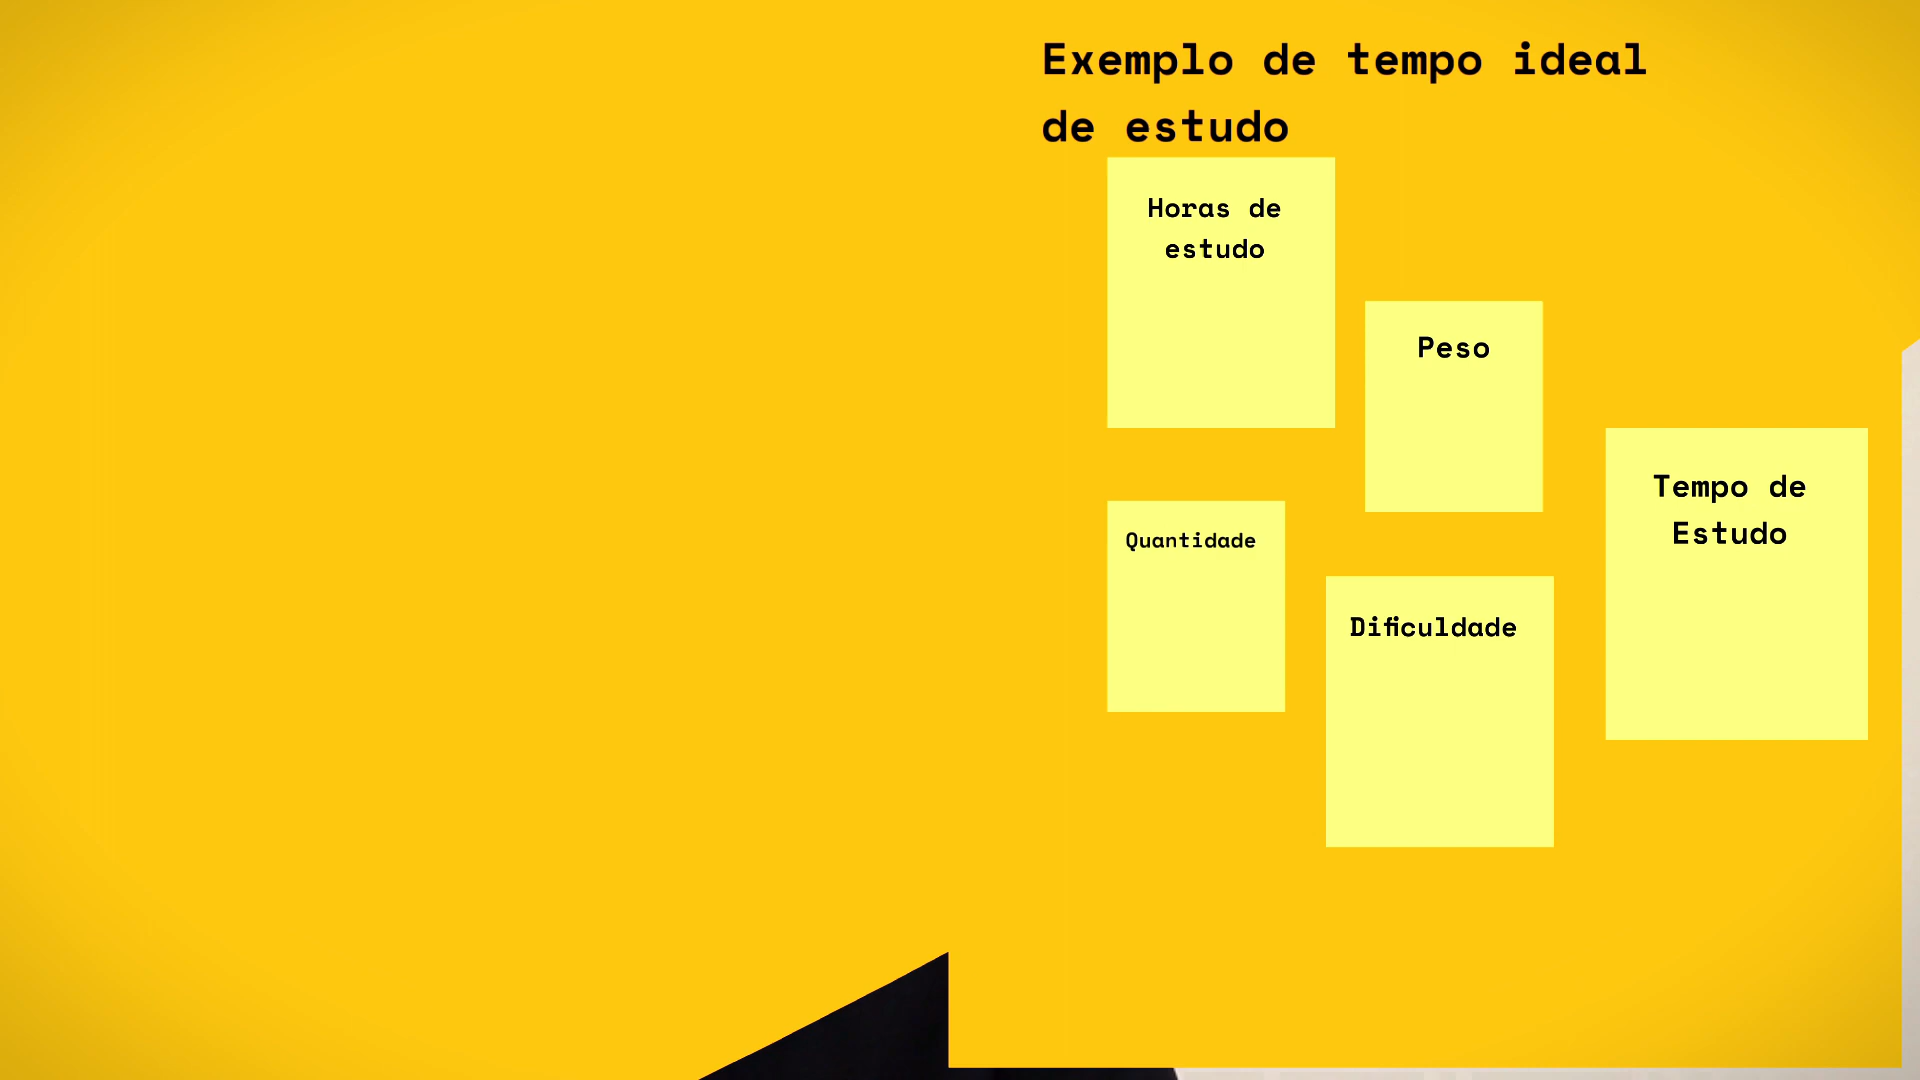 Exemplo de tempo ideal
de estudo
Horas de
estudo
Peso
Tempo de
Estudo
Quantidade
Dificuldade